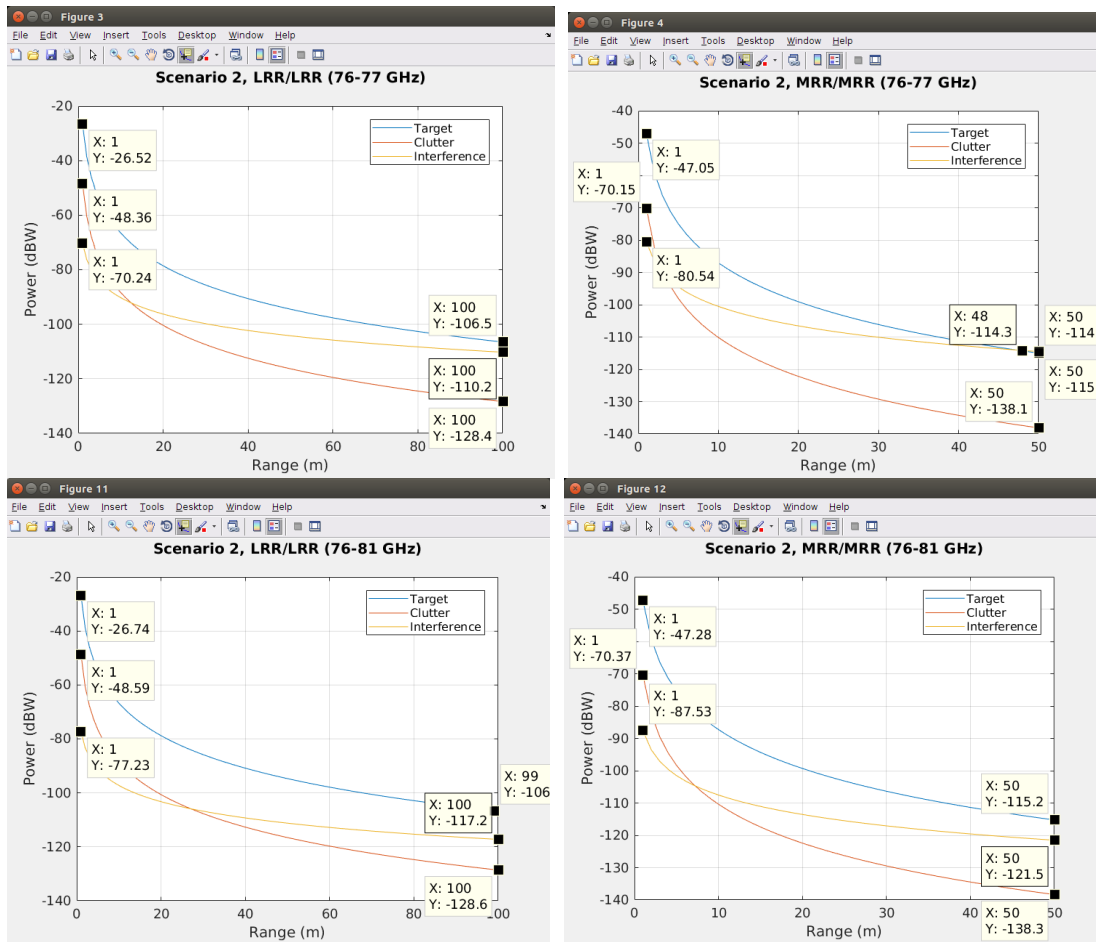 Figure 3
File Edit View Insert Tools Desktop Window Help
Scenario 2, LRR/LRR (76-77 GHz)
Power (dBW)
-20
-40
-60
-80
-100
-120
-140
Target
Clutter
Interference
X: 1
Y: -26.52
X: 1
Y: -48.36
X: 1
Y: -70.24
X: 100
Y: -106.5
X: 100
Y: -110.2
X: 100
Y: -128.4
0 20 40 60 80 100
Range (m)
Figure 4
File Edit View Insert Tools Desktop Window Help
Scenario 2, MRR/MRR (76-77 GHz)
Power (dBW)
-40
-50
-60
-70
-80
-90
-100
-110
-120
-130
-140
Target
Clutter
Interference
X: 1
Y: -47.05
X: 1
Y: -70.15
X: 1
Y: -80.54
X: 48
Y: -114.3
X: 50
Y: -114
X: 50
Y: -115
X: 50
Y: -138.1
0 10 20 30 40 50
Range (m)
Figure 11
File Edit View Insert Tools Desktop Window Help
Scenario 2, LRR/LRR (76-81 GHz)
Power (dBW)
-20
-40
-60
-80
-100
-120
-140
Target
Clutter
Interference
X: 1
Y: -26.74
X: 1
Y: -48.59
X: 1
Y: -77.23
X: 99
Y: -106
X: 100
Y: -117.2
X: 100
Y: -128.6
0 20 40 60 80 100
Range (m)
Figure 12
File Edit View Insert Tools Desktop Window Help
Scenario 2, MRR/MRR (76-81 GHz)
Power (dBW)
-40
-50
-60
-70
-80
-90
-100
-110
-120
-130
-140
Target
Clutter
Interference
X: 1
Y: -47.28
X: 1
Y: -70.37
X: 1
Y: -87.53
X: 50
Y: -115.2
X: 50
Y: -121.5
X: 50
Y: -138.3
0 10 20 30 40 50
Range (m)